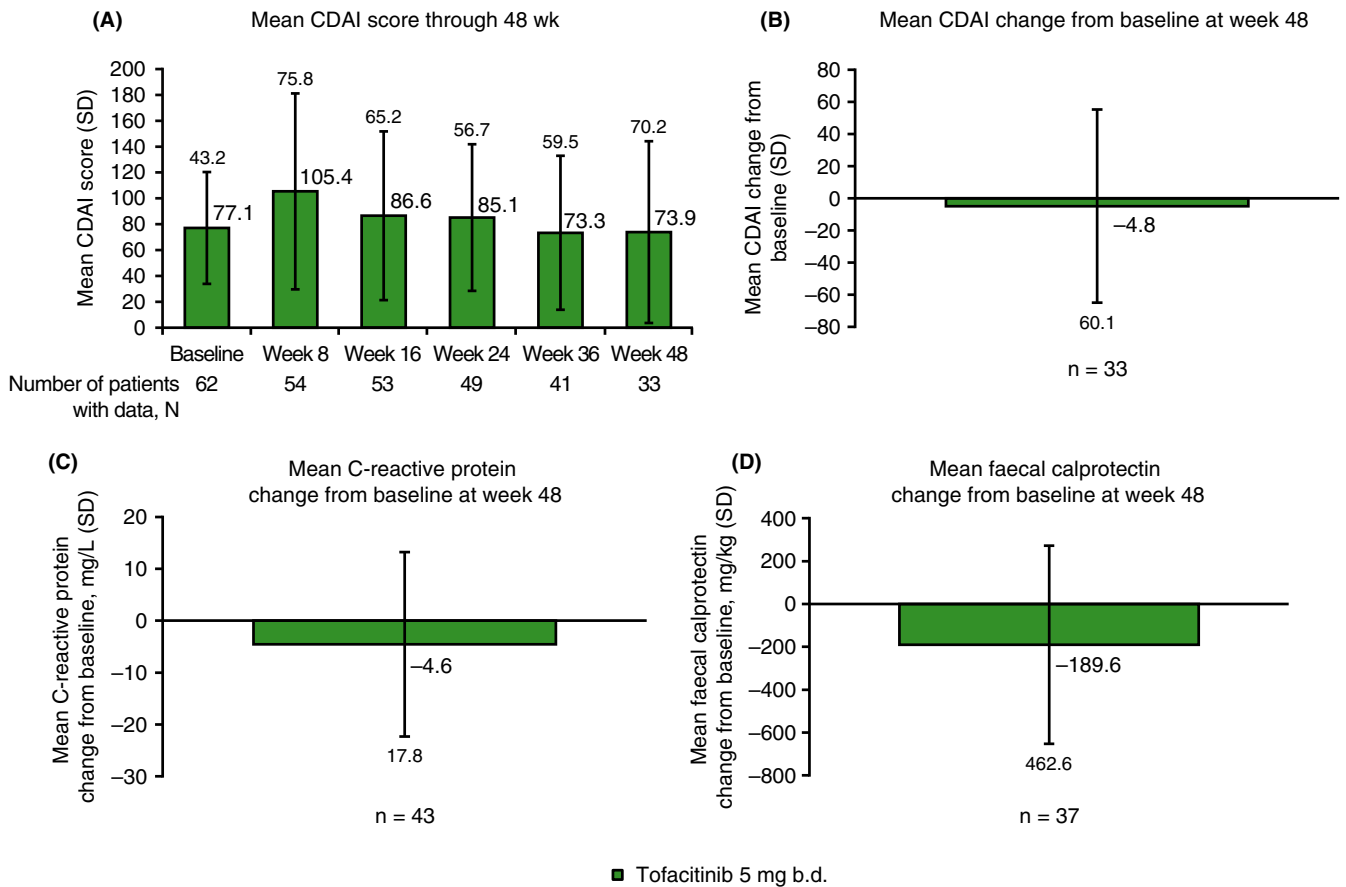 (A) Mean CDAI score through 48 wk
Mean CDAI score (SD)
200
180
160
140
120
100
80
60
40
20
0
43.2
75.8
65.2
56.7
59.5
70.2
77.1
105.4
86.6
85.1
73.3
73.9
Baseline Week 8 Week 16 Week 24 Week 36 Week 48
Number of patients
with data, N
62 54 53 49 41 33
(B) Mean CDAI change from baseline at week 48
Mean CDAI change from
baseline (SD)
80
60
40
20
0
–20
–40
–60
–80
–4.8
60.1
n = 33
(C) Mean C-reactive protein
change from baseline at week 48
Mean C-reactive protein
change from baseline, mg/L (SD)
20
10
0
–10
–20
–30
–4.6
17.8
n = 43
(D) Mean faecal calprotectin
change from baseline at week 48
Mean faecal calprotectin
change from baseline, mg/kg (SD)
400
200
0
–200
–400
–600
–800
–189.6
462.6
n = 37
Tofacitinib 5 mg b.d.